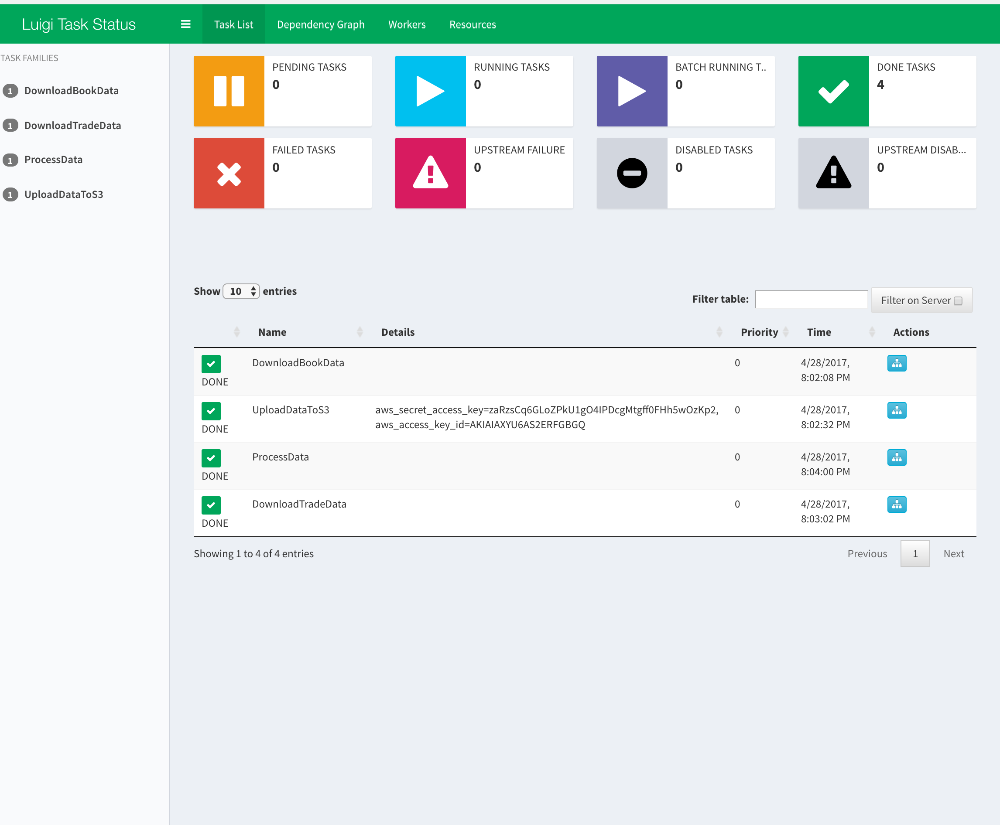 Luigi Task Status
Task List
Dependency Graph
Workers
Resources
TASK FAMILIES
1 DownloadBookData
1 DownloadTradeData
1 ProcessData
1 UploadDataToS3
PENDING TASKS
0
RUNNING TASKS
0
BATCH RUNNING T..
0
DONE TASKS
4
FAILED TASKS
0
UPSTREAM FAILURE
0
DISABLED TASKS
0
UPSTREAM DISAB...
0
Show 10 entries
Filter table:
Filter on Server
Name Details Priority Time Actions
DownloadBookData 0 4/28/2017,
8:02:08 PM
DONE
UploadDataToS3 aws_secret_access_key=zaRzsCq6GLoZPkU1gO4IPDcgMtgff0FHh5wOzKp2, 0 4/28/2017,
aws_access_key_id=AKIAIAXYU6AS2ERFGBGQ 8:02:32 PM
DONE
ProcessData 0 4/28/2017,
8:04:00 PM
DONE
DownloadTradeData 0 4/28/2017,
8:03:02 PM
DONE
Showing 1 to 4 of 4 entries
Previous 1 Next